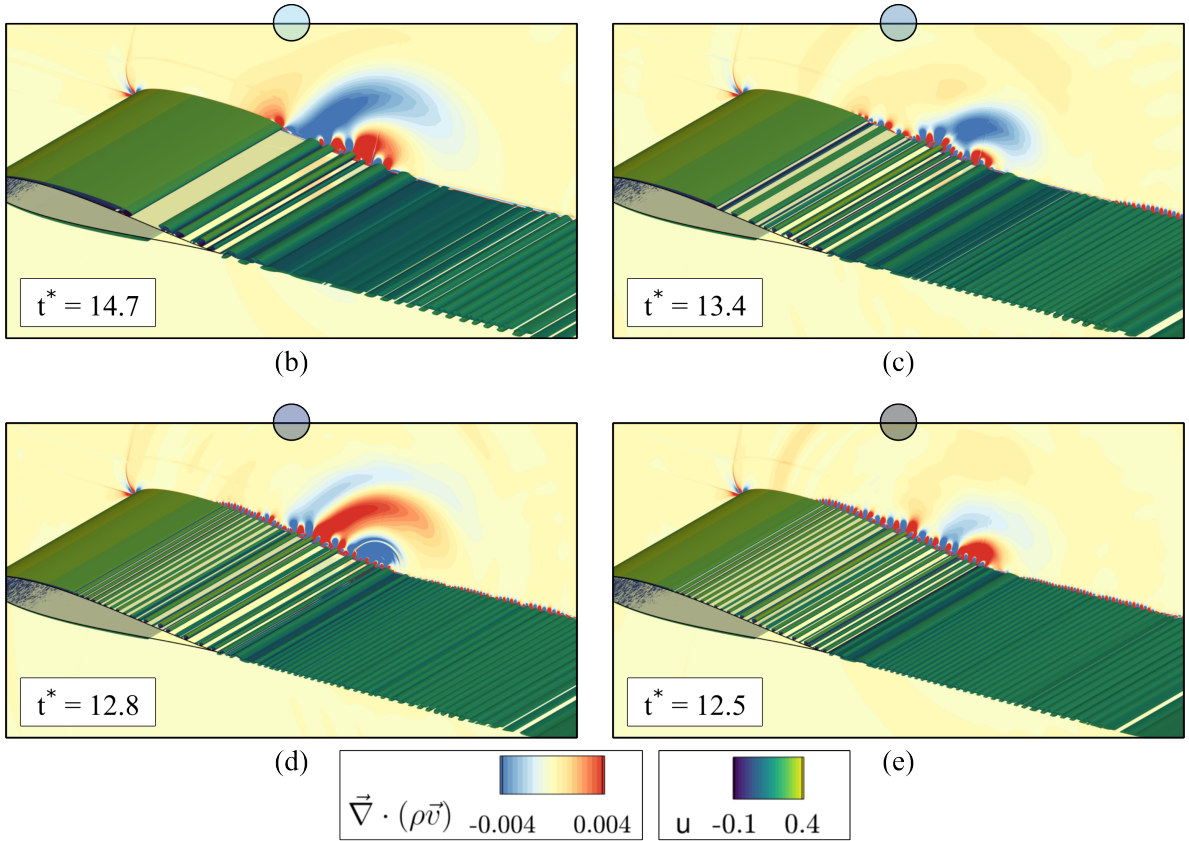 t* = 14.7
t* = 13.4
(b)
(c)
t* = 12.8
t* = 12.5
(d)
(e)
∇⃗ · (ρv⃗) -0.004 0.004
u -0.1 0.4